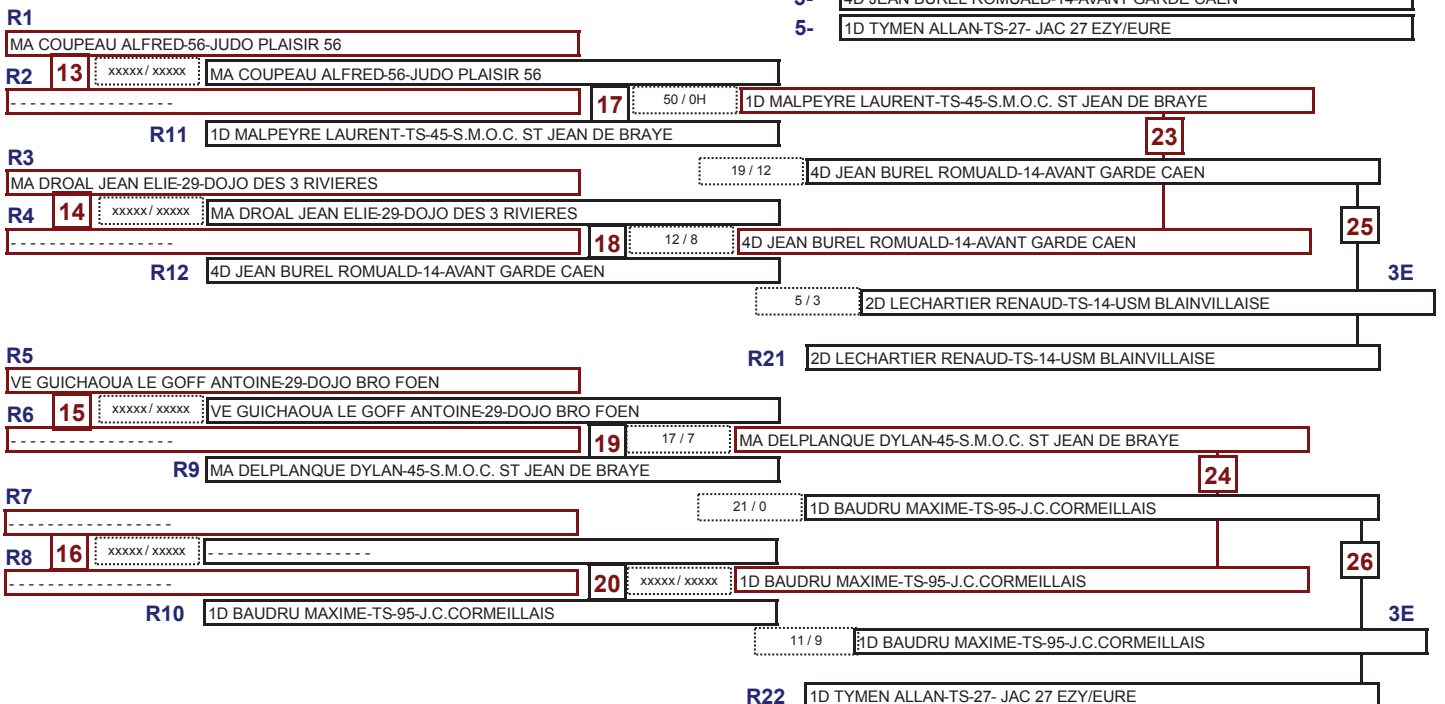 3- 4D JEAN BUREL ROMUALD-14-AVANT GARDE CAEN
5- 1D TYMEN ALLAN-TS-27- JAC 27 EZY/EURE
R1
MA COUPEAU ALFRED-56-JUDO PLAISIR 56
R2 13 xxxxx / xxxxx MA COUPEAU ALFRED-56-JUDO PLAISIR 56
- - - - - - - - - - - - - - - - - 17 50 / 0H 1D MALPEYRE LAURENT-TS-45-S.M.O.C. ST JEAN DE BRAYE
R11 1D MALPEYRE LAURENT-TS-45-S.M.O.C. ST JEAN DE BRAYE 23
R3
19 / 12 4D JEAN BUREL ROMUALD-14-AVANT GARDE CAEN
MA DROAL JEAN ELIE-29-DOJO DES 3 RIVIERES
R4 14 xxxxx / xxxxx MA DROAL JEAN ELIE-29-DOJO DES 3 RIVIERES 25
- - - - - - - - - - - - - - - - - 18 12 / 8 4D JEAN BUREL ROMUALD-14-AVANT GARDE CAEN
R12 4D JEAN BUREL ROMUALD-14-AVANT GARDE CAEN 3E
5 / 3 2D LECHARTIER RENAUD-TS-14-USM BLAINVILLAISE
R5
R21 2D LECHARTIER RENAUD-TS-14-USM BLAINVILLAISE
VE GUICHAOUA LE GOFF ANTOINE-29-DOJO BRO FOEN
R6 15 xxxxx / xxxxx VE GUICHAOUA LE GOFF ANTOINE-29-DOJO BRO FOEN
- - - - - - - - - - - - - - - - - 19 17 / 7 MA DELPLANQUE DYLAN-45-S.M.O.C. ST JEAN DE BRAYE
R9 MA DELPLANQUE DYLAN-45-S.M.O.C. ST JEAN DE BRAYE 24
R7
21 / 0 1D BAUDRU MAXIME-TS-95-J.C.CORMEILLAIS
- - - - - - - - - - - - - - - - -
R8 16 xxxxx / xxxxx - - - - - - - - - - - - - - - - - 26
- - - - - - - - - - - - - - - - - 20 xxxxx / xxxxx 1D BAUDRU MAXIME-TS-95-J.C.CORMEILLAIS
R10 1D BAUDRU MAXIME-TS-95-J.C.CORMEILLAIS 3E
11 / 9 1D BAUDRU MAXIME-TS-95-J.C.CORMEILLAIS
R22 1D TYMEN ALLAN-TS-27- JAC 27 EZY/EURE